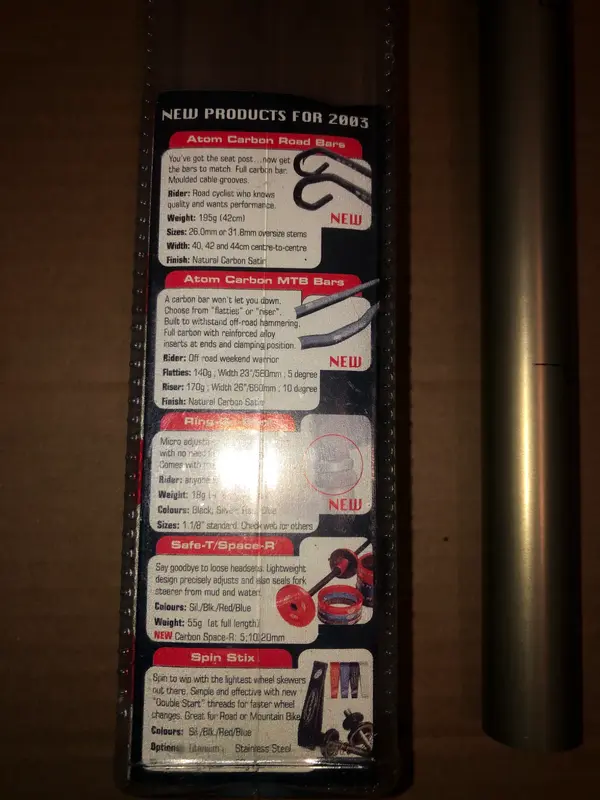 NEW PRODUCTS FOR 2003
Atom Carbon Road Bars
You've got the seat post...now get
the bars to match. Full carbon bar.
Moulded cable grooves.
Rider: Road cyclist who knows
quality and wants performance.
Weight: 195g (42cm)
Sizes: 26.0mm or 31.8mm oversize stems
Width: 40, 42 and 44cm centre-to-centre
Finish: Natural Carbon Satin
NEW
Atom Carbon MTB Bars
A carbon bar won't let you down.
Choose from "flatties" or "riser".
Built to withstand off-road hammering.
Full carbon with reinforced alloy
inserts at ends and clamping position.
Rider: Off road weekend warrior
Flatties: 140g ; Width 23"/580mm ; 5 degree
Riser: 170g ; Width 26"/660mm ; 10 degree
Finish: Natural Carbon Satin
NEW
Micro
with no
Comes with
Rider: anyone
Weight: 18g
Colours: Black, Silver, Red, Blue
Sizes: 1 1/8" standard. Check web for others
NEW
Safe-T/Space-R
Say goodbye to loose headsets. Lightweight
design precisely adjusts and also seals fork
steerer from mud and water.
Colours: Sil./Blk./Red/Blue
Weight: 55g (at full length)
NEW Carbon Space-R: 5;10;20mm
Spin Stix
Spin to win with the lightest wheel skewers
out there. Simple and effective with new
"Double Start" threads for faster wheel
changes. Great for Road or Mountain Bike
Colours: Sil./Blk./Red/Blue
Options: Titanium ; Stainless Steel